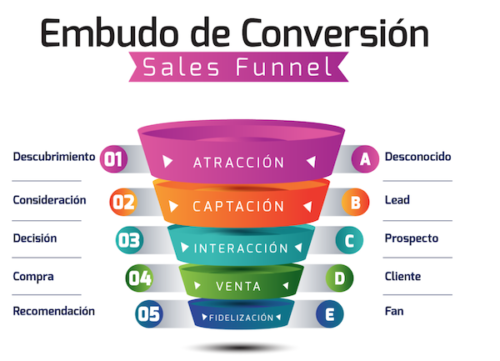 Embudo de Conversión
Sales Funnel
Descubrimiento 01 ATRACCIÓN A Desconocido
Consideración 02 CAPTACIÓN B Lead
Decisión 03 INTERACCIÓN C Prospecto
Compra 04 VENTA D Cliente
Recomendación 05 FIDELIZACIÓN E Fan